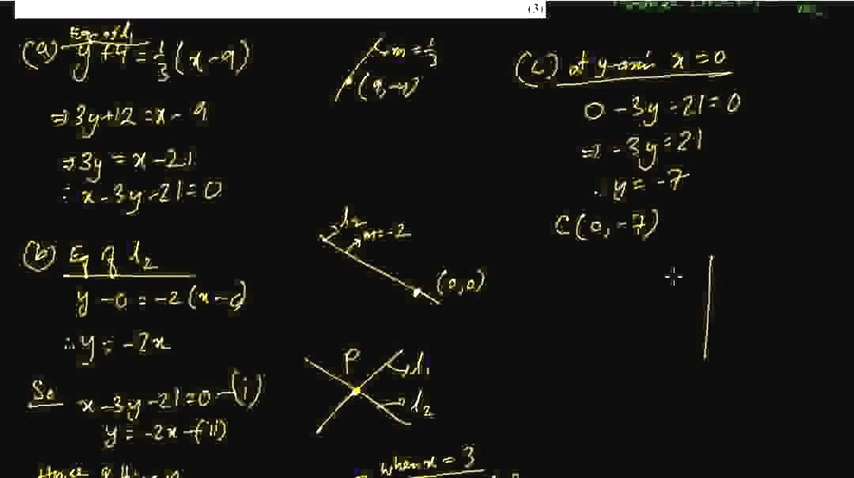 (3)
(a) Eqn of l₁
y+4 = 1/3 (x-9)
⇒ 3y+12 = x - 9
⇒ 3y = x - 21
∴ x - 3y - 21 = 0
m = 1/3
(9, -4)
(b) Eq of l₂
y - 0 = -2(x - 0)
∴ y = -2x
l₂
m = -2
(0,0)
So x - 3y - 21 = 0 -(i)
y = -2x -(ii)
P
l₁
l₂
when x = 3
(c) at y-axis x = 0
0 - 3y - 21 = 0
⇒ -3y = 21
∴ y = -7
C(0, -7)